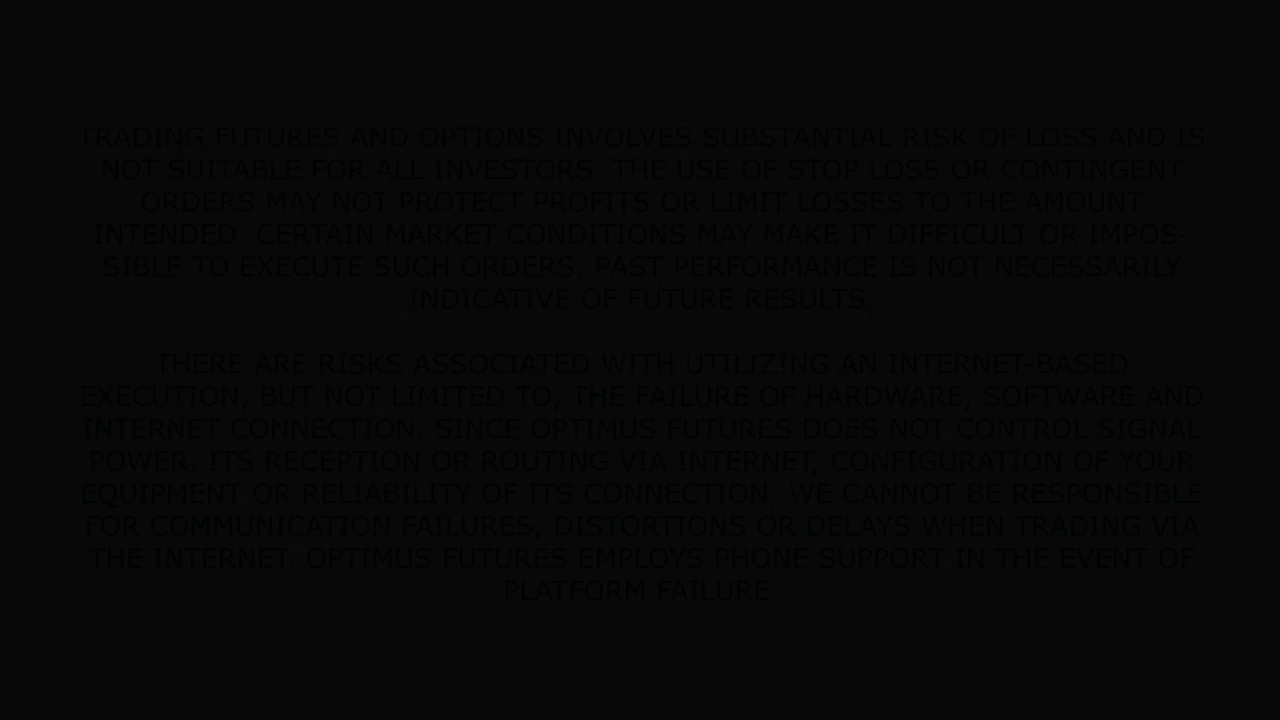 TRADING FUTURES AND OPTIONS INVOLVES SUBSTANTIAL RISK OF LOSS AND IS
NOT SUITABLE FOR ALL INVESTORS. THE USE OF STOP LOSS OR CONTINGENT
ORDERS MAY NOT PROTECT PROFITS OR LIMIT LOSSES TO THE AMOUNT
INTENDED. CERTAIN MARKET CONDITIONS MAY MAKE IT DIFFICULT OR IMPOS-
SIBLE TO EXECUTE SUCH ORDERS. PAST PERFORMANCE IS NOT NECESSARILY
INDICATIVE OF FUTURE RESULTS.
THERE ARE RISKS ASSOCIATED WITH UTILIZING AN INTERNET-BASED
EXECUTION, BUT NOT LIMITED TO, THE FAILURE OF HARDWARE, SOFTWARE AND
INTERNET CONNECTION. SINCE OPTIMUS FUTURES DOES NOT CONTROL SIGNAL
POWER, ITS RECEPTION OR ROUTING VIA INTERNET, CONFIGURATION OF YOUR
EQUIPMENT OR RELIABILITY OF ITS CONNECTION, WE CANNOT BE RESPONSIBLE
FOR COMMUNICATION FAILURES, DISTORTIONS OR DELAYS WHEN TRADING VIA
THE INTERNET. OPTIMUS FUTURES EMPLOYS PHONE SUPPORT IN THE EVENT OF
PLATFORM FAILURE